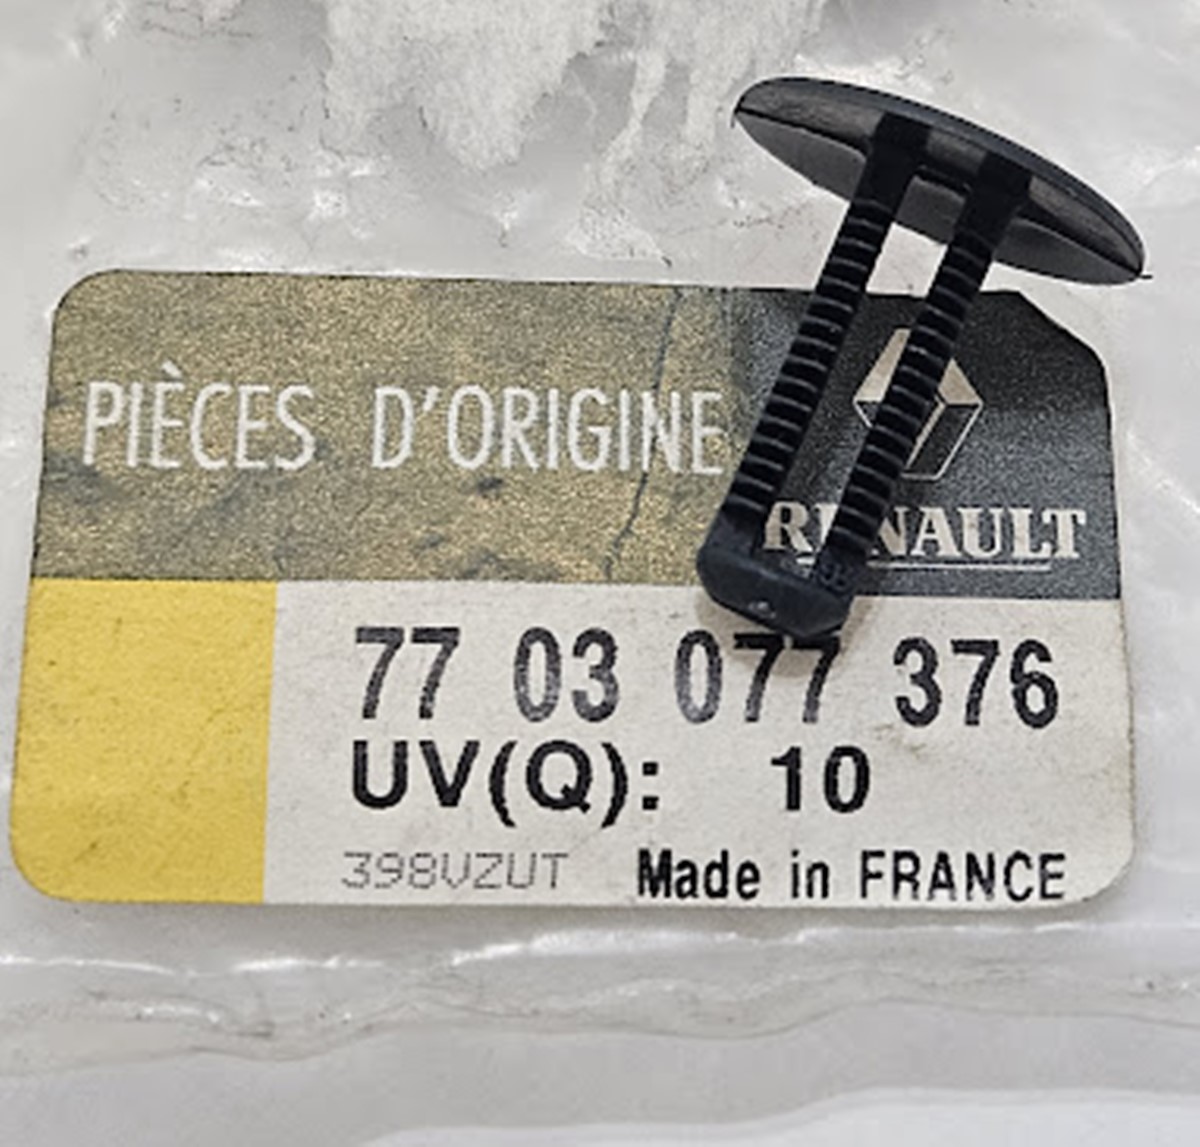 PIÈCES D'ORIGINE
RENAULT
77 03 077 376
UV(Q): 10
398VZUT Made in FRANCE